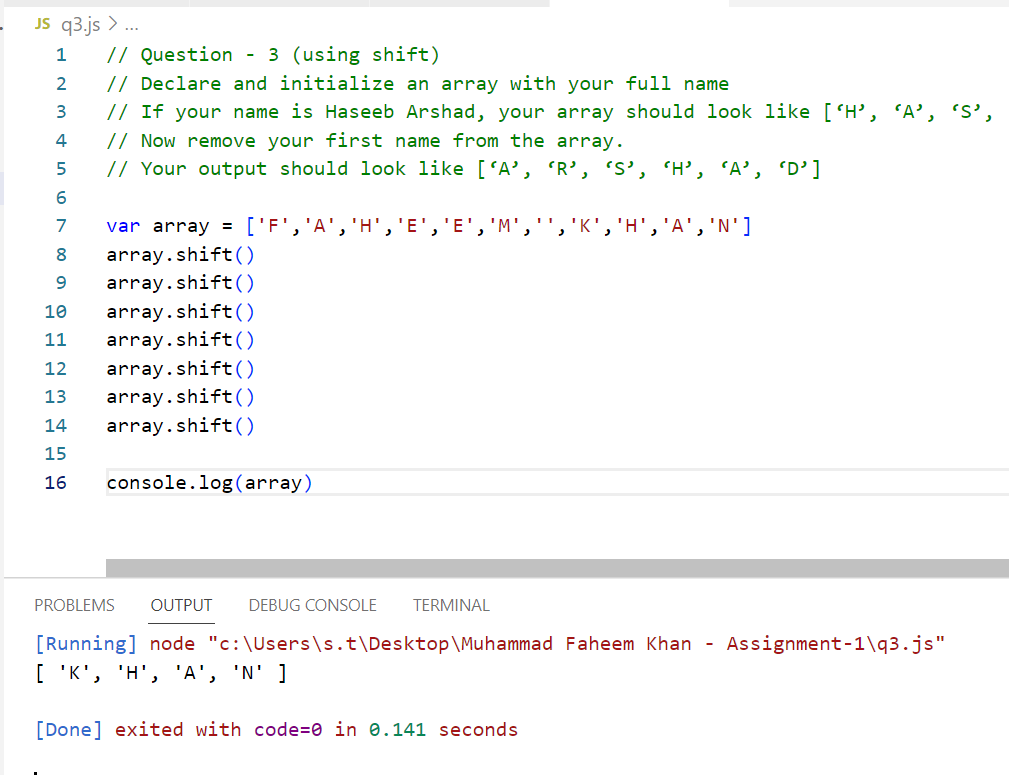 JS q3.js > ...
1 // Question - 3 (using shift)
2 // Declare and initialize an array with your full name
3 // If your name is Haseeb Arshad, your array should look like [‘H’, ‘A’, ‘S’,
4 // Now remove your first name from the array.
5 // Your output should look like [‘A’, ‘R’, ‘S’, ‘H’, ‘A’, ‘D’]
6
7 var array = ['F','A','H','E','E','M','','K','H','A','N']
8 array.shift()
9 array.shift()
10 array.shift()
11 array.shift()
12 array.shift()
13 array.shift()
14 array.shift()
15
16 console.log(array)
PROBLEMS OUTPUT DEBUG CONSOLE TERMINAL
[Running] node "c:\Users\s.t\Desktop\Muhammad Faheem Khan - Assignment-1\q3.js"
[ 'K', 'H', 'A', 'N' ]
[Done] exited with code=0 in 0.141 seconds